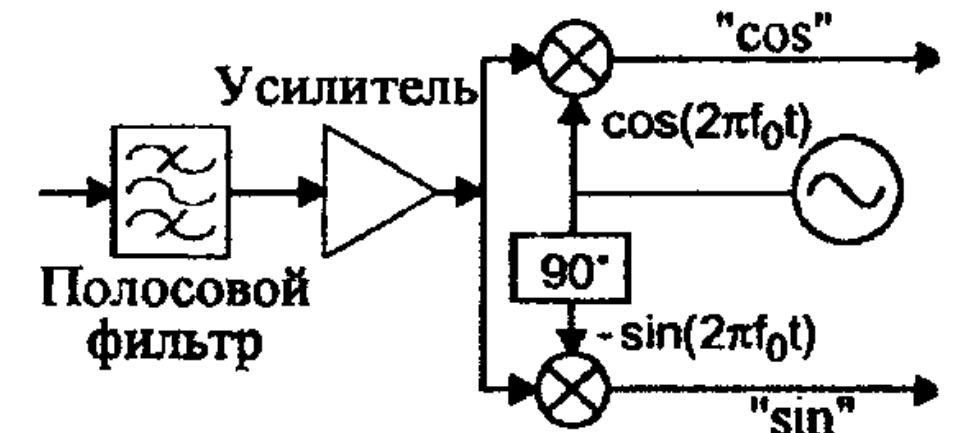 "cos"
Усилитель
cos(2πf₀t)
90°
Полосовой
фильтр
- sin(2πf₀t)
"sin"